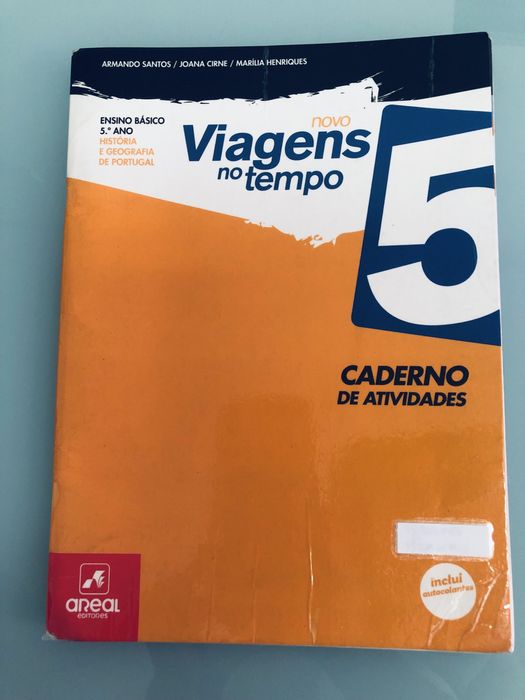 ARMANDO SANTOS / JOANA CIRNE / MARÍLIA HENRIQUES
ENSINO BÁSICO
5.º ANO
HISTÓRIA
E GEOGRAFIA
DE PORTUGAL
novo
Viagens
no tempo
5
CADERNO
DE ATIVIDADES
inclui
autocolantes
areal
editores